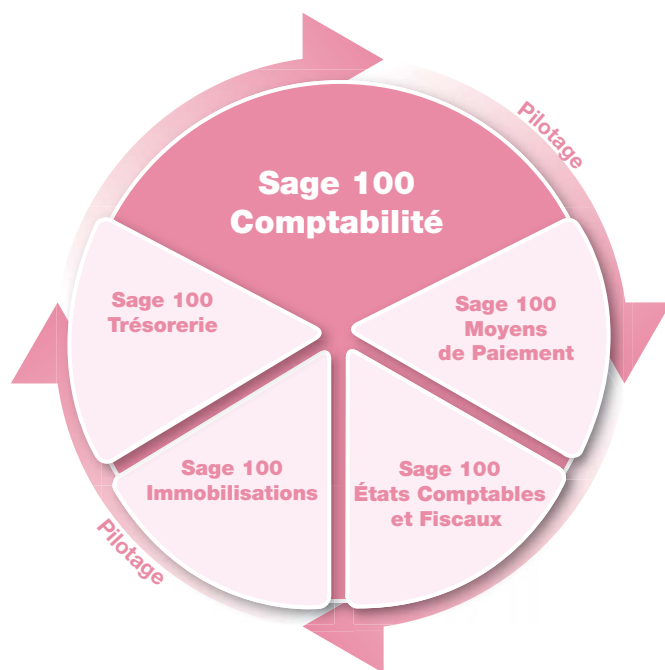 Pilotage
Sage 100
Comptabilité
Sage 100
Trésorerie
Sage 100
Moyens
de Paiement
Sage 100
Immobilisations
Sage 100
États Comptables
et Fiscaux
Pilotage